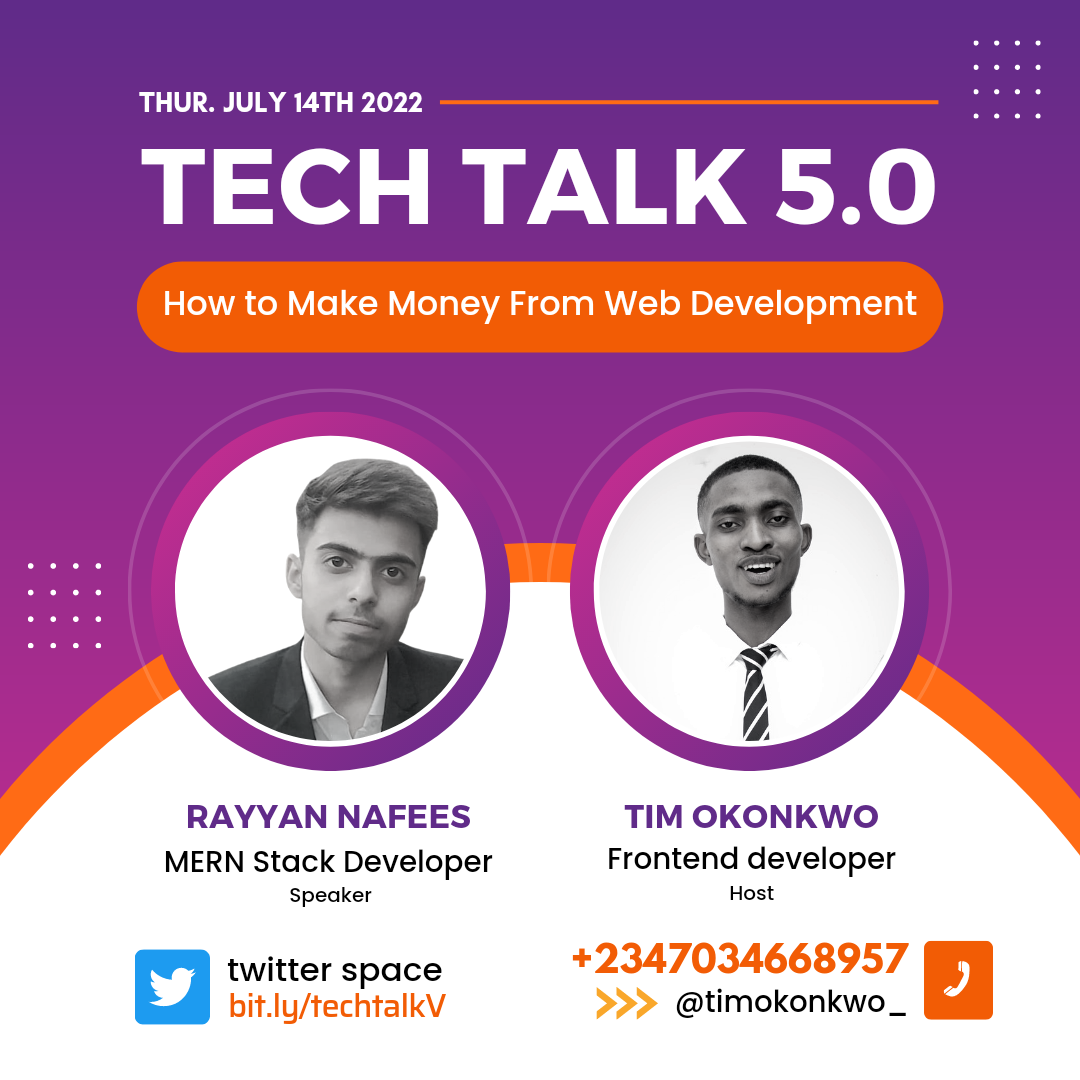 THUR. JULY 14TH 2022
TECH TALK 5.0
How to Make Money From Web Development
RAYYAN NAFEES
MERN Stack Developer
Speaker
TIM OKONKWO
Frontend developer
Host
twitter space
bit.ly/techtalkV
+2347034668957
@timokonkwo_